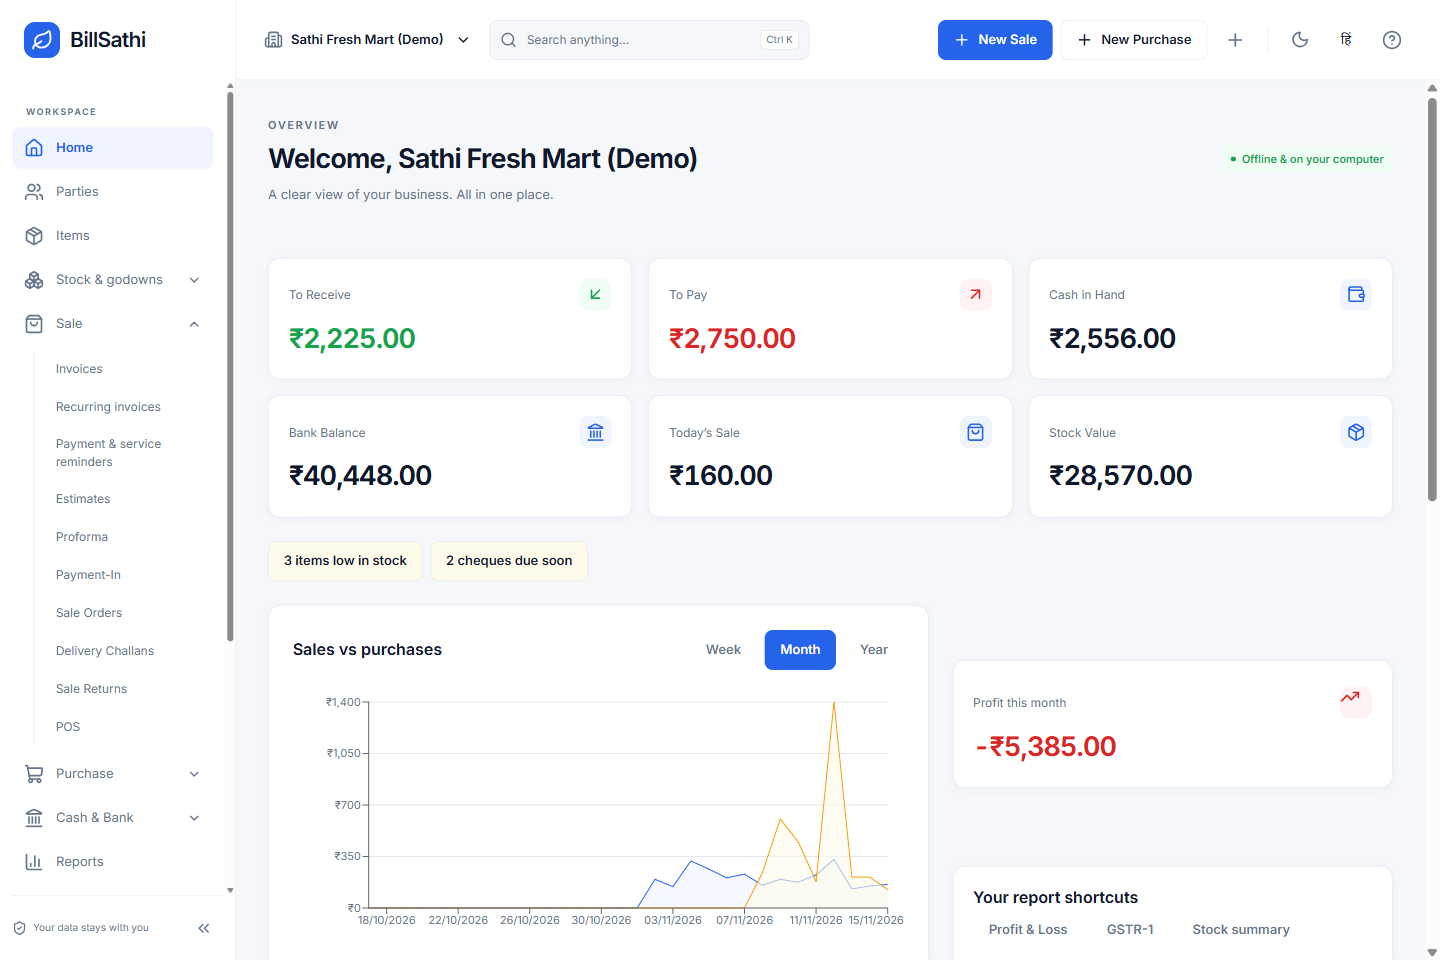 BillSathi
Sathi Fresh Mart (Demo)
Search anything...
Ctrl K
New Sale
New Purchase
हिं
WORKSPACE
Home
Parties
Items
Stock & godowns
Sale
Invoices
Recurring invoices
Payment & service
reminders
Estimates
Proforma
Payment-In
Sale Orders
Delivery Challans
Sale Returns
POS
Purchase
Cash & Bank
Reports
Your data stays with you
OVERVIEW
Welcome, Sathi Fresh Mart (Demo)
A clear view of your business. All in one place.
Offline & on your computer
To Receive
₹2,225.00
To Pay
₹2,750.00
Cash in Hand
₹2,556.00
Bank Balance
₹40,448.00
Today's Sale
₹160.00
Stock Value
₹28,570.00
3 items low in stock
2 cheques due soon
Sales vs purchases
Week
Month
Year
₹1,400
₹1,050
₹700
₹350
₹0
18/10/2026
22/10/2026
26/10/2026
30/10/2026
03/11/2026
07/11/2026
11/11/2026
15/11/2026
Profit this month
-₹5,385.00
Your report shortcuts
Profit & Loss
GSTR-1
Stock summary